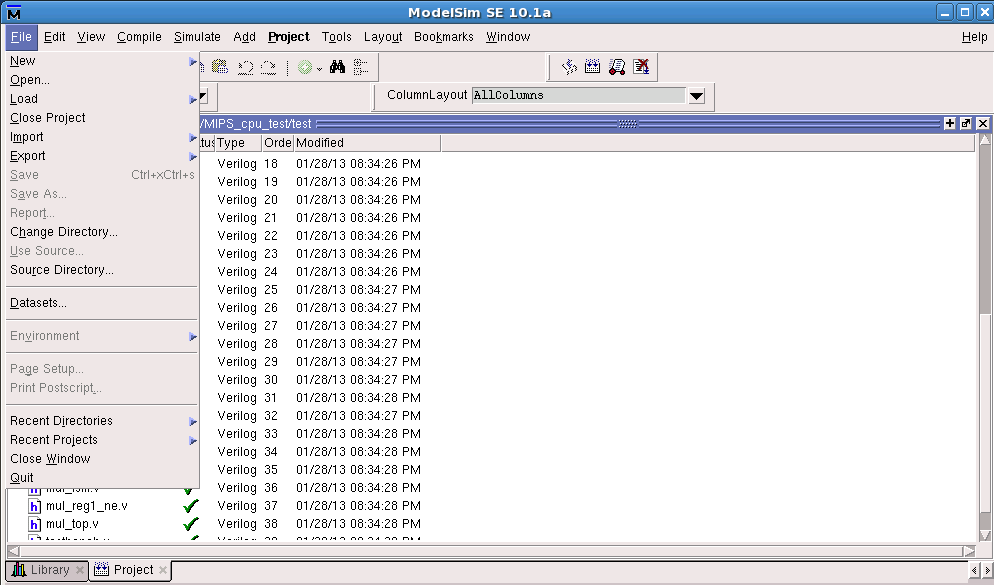 ModelSim SE 10.1a
File Edit View Compile Simulate Add Project Tools Layout Bookmarks Window Help
New
Open...
Load
Close Project
Import
Export
Save Ctrl+xCtrl+s
Save As...
Report...
Change Directory...
Use Source...
Source Directory...
Datasets...
Environment
Page Setup...
Print Postscript...
Recent Directories
Recent Projects
Close Window
Quit
ColumnLayout AllColumns
/MIPS_cpu_test/test
Type Orde Modified
Verilog 18 01/28/13 08:34:26 PM
Verilog 19 01/28/13 08:34:26 PM
Verilog 20 01/28/13 08:34:26 PM
Verilog 21 01/28/13 08:34:26 PM
Verilog 22 01/28/13 08:34:26 PM
Verilog 23 01/28/13 08:34:26 PM
Verilog 24 01/28/13 08:34:26 PM
Verilog 25 01/28/13 08:34:27 PM
Verilog 26 01/28/13 08:34:27 PM
Verilog 27 01/28/13 08:34:27 PM
Verilog 28 01/28/13 08:34:27 PM
Verilog 29 01/28/13 08:34:27 PM
Verilog 30 01/28/13 08:34:27 PM
Verilog 31 01/28/13 08:34:28 PM
Verilog 32 01/28/13 08:34:27 PM
Verilog 33 01/28/13 08:34:28 PM
Verilog 34 01/28/13 08:34:28 PM
Verilog 35 01/28/13 08:34:28 PM
Verilog 36 01/28/13 08:34:28 PM
mul_reg1_ne.v Verilog 37 01/28/13 08:34:28 PM
mul_top.v Verilog 38 01/28/13 08:34:28 PM
Library Project